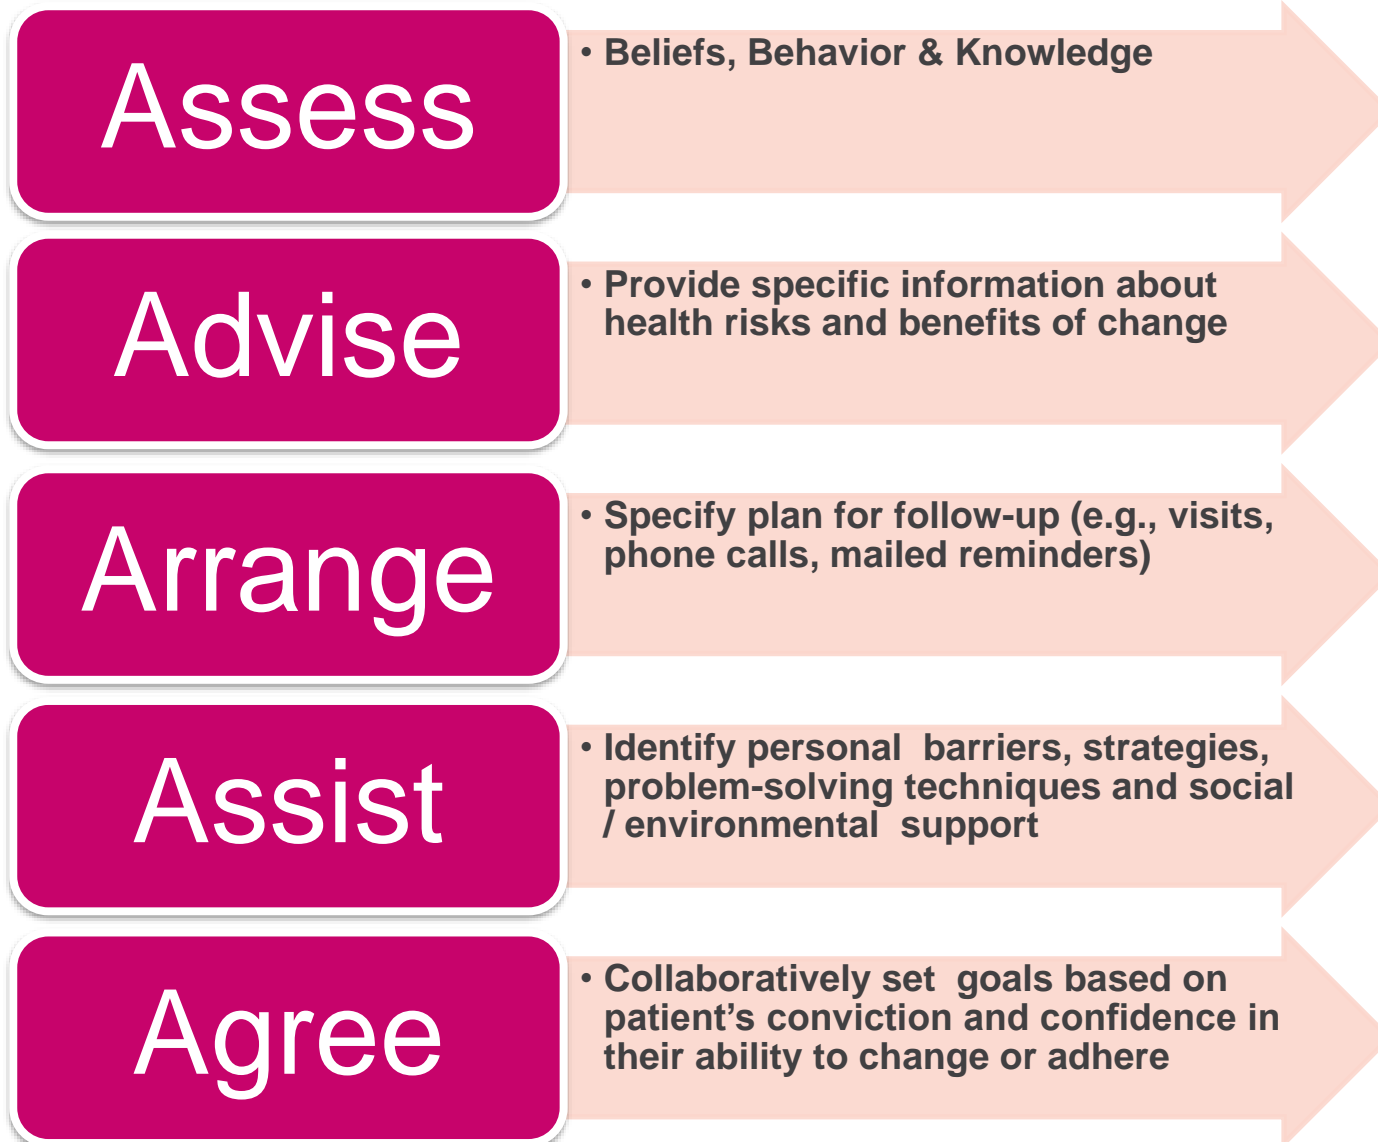 Assess
• Beliefs, Behavior & Knowledge
Advise
• Provide specific information about
health risks and benefits of change
Arrange
• Specify plan for follow-up (e.g., visits,
phone calls, mailed reminders)
Assist
• Identify personal  barriers, strategies,
problem-solving techniques and social
/ environmental  support
Agree
• Collaboratively set  goals based on
patient’s conviction and confidence in
their ability to change or adhere